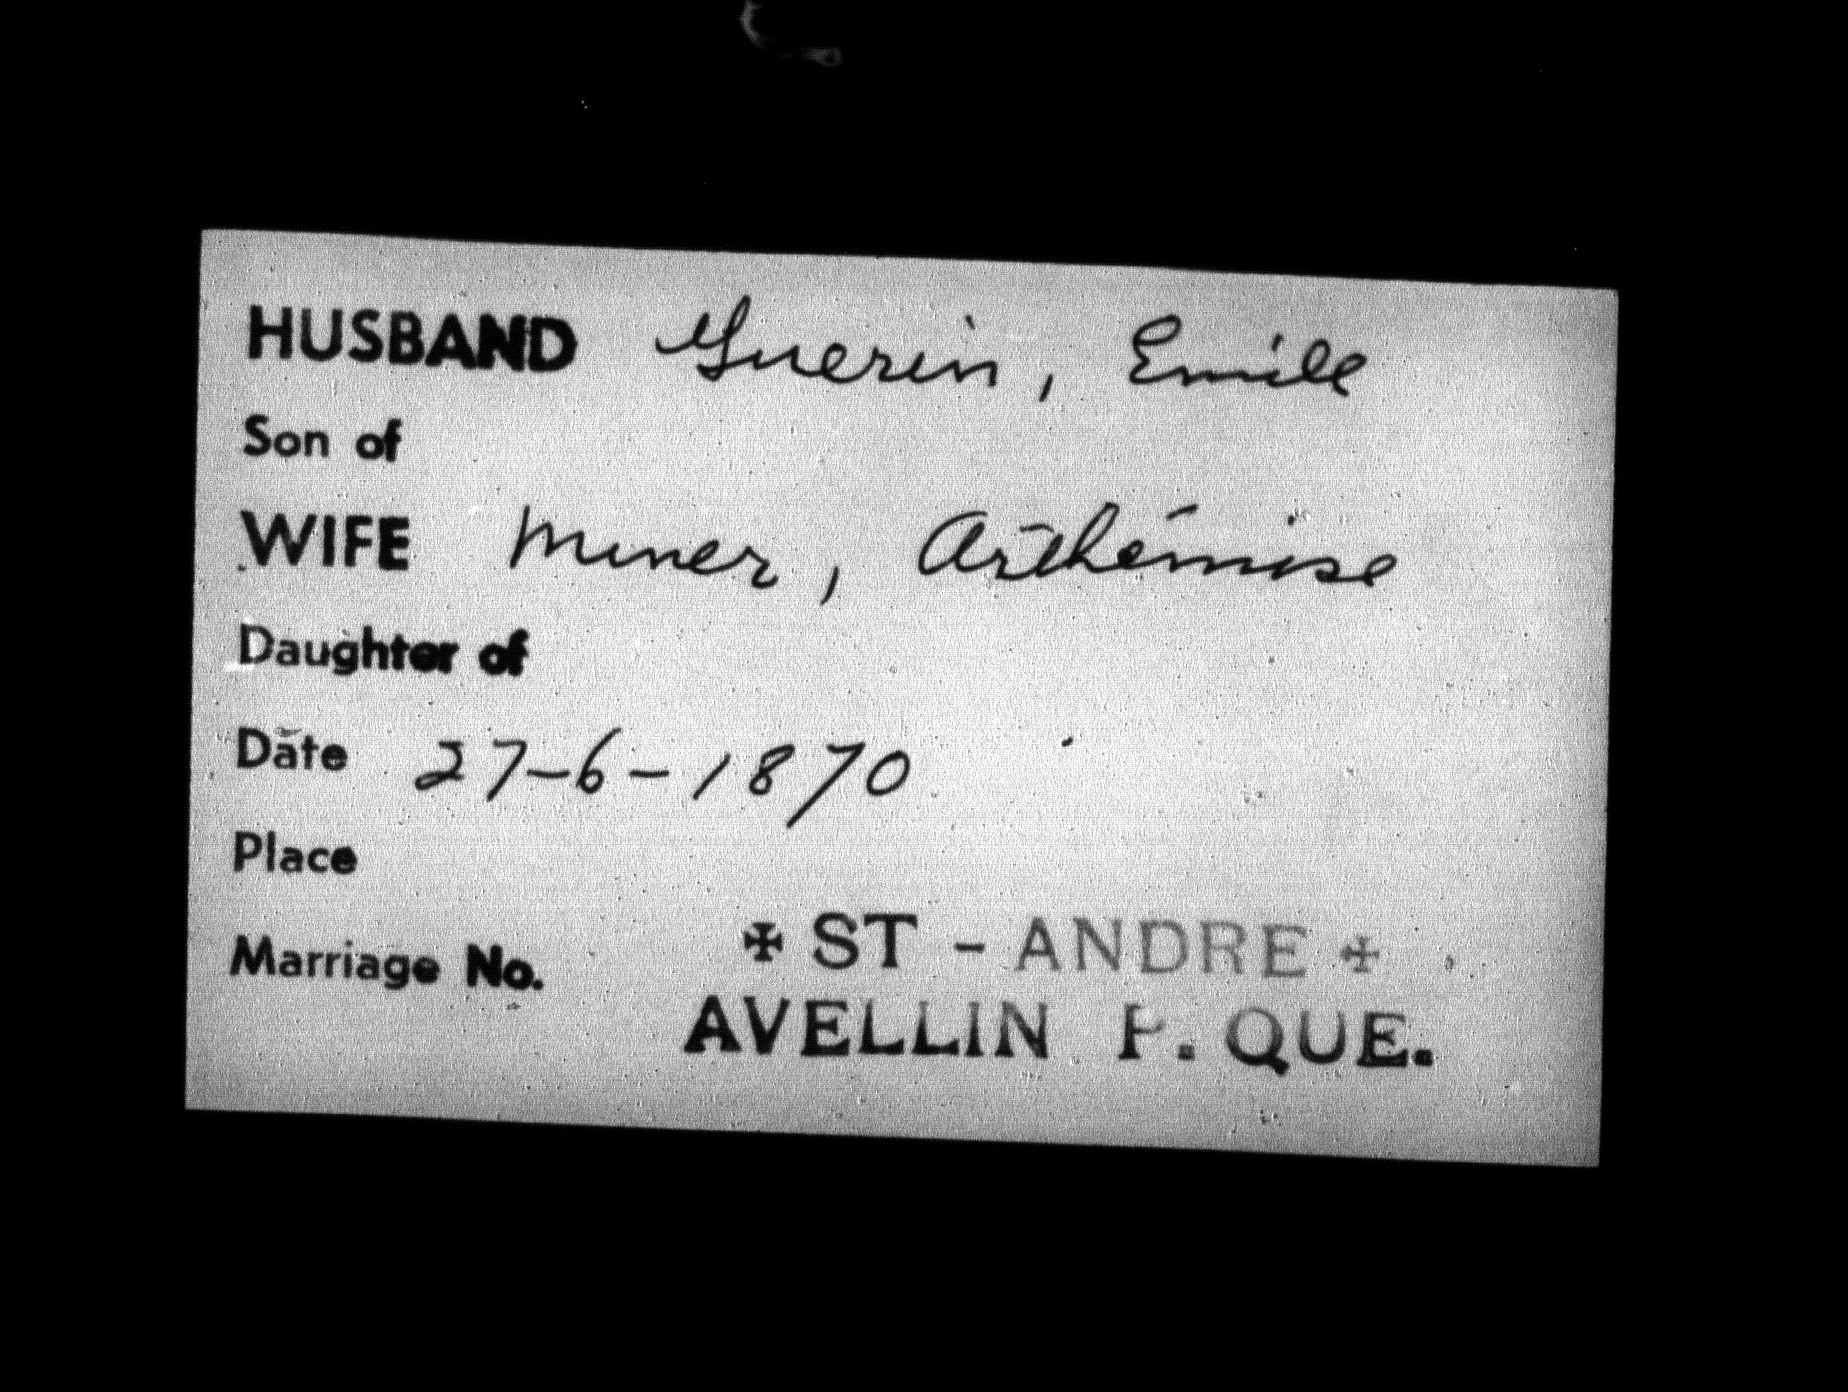 HUSBAND Guerin, Emile
Son of
WIFE Miner, Arthémise
Daughter of
Date 27-6-1870
Place
Marriage No.
✠ ST - ANDRE ✠
AVELLIN P. QUE.